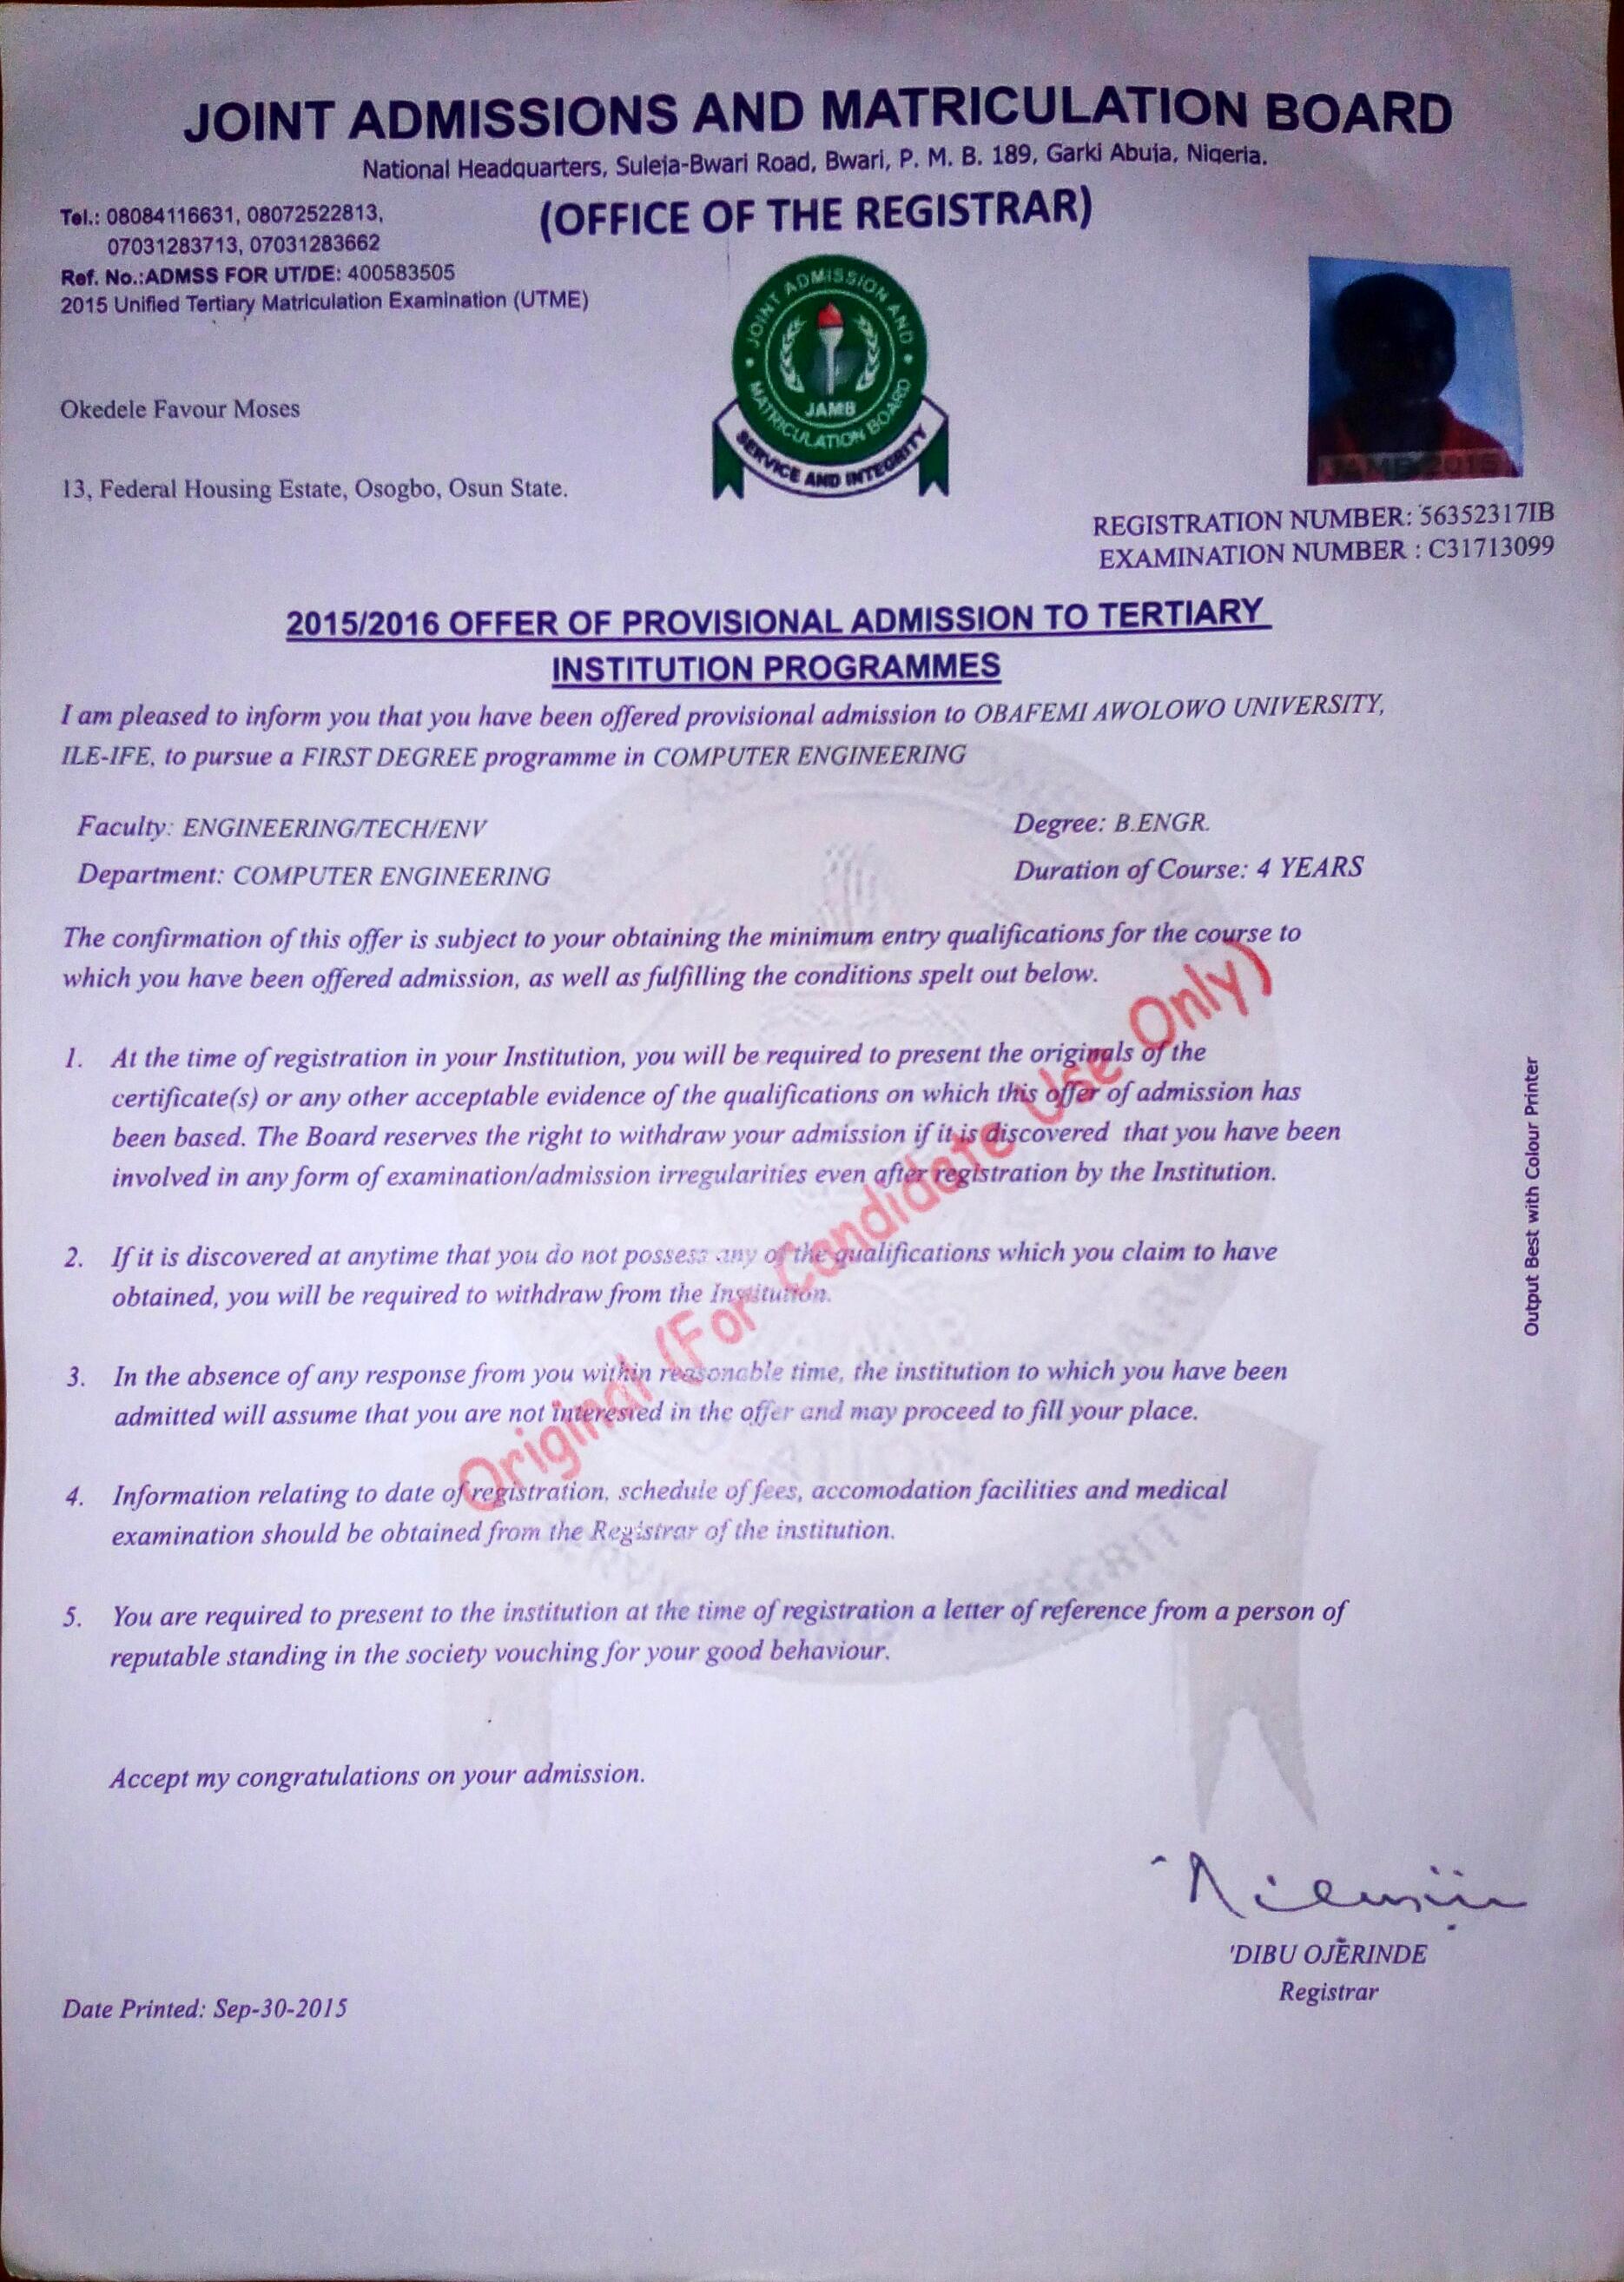 JOINT ADMISSIONS AND MATRICULATION BOARD
National Headquarters, Suleja-Bwari Road, Bwari, P. M. B. 189, Garki Abuja, Nigeria.
(OFFICE OF THE REGISTRAR)
Tel.: 08084116631, 08072522813,
07031283713, 07031283662
Ref. No.:ADMSS FOR UT/DE: 400583505
2015 Unified Tertiary Matriculation Examination (UTME)
JOINT ADMISSION AND
MATRICULATION BOARD
JAMB
SERVICE AND INTEGRITY
JAMB 2015
Okedele Favour Moses
13, Federal Housing Estate, Osogbo, Osun State.
REGISTRATION NUMBER: 56352317IB
EXAMINATION NUMBER : C31713099
2015/2016 OFFER OF PROVISIONAL ADMISSION TO TERTIARY
INSTITUTION PROGRAMMES
I am pleased to inform you that you have been offered provisional admission to OBAFEMI AWOLOWO UNIVERSITY,
ILE-IFE, to pursue a FIRST DEGREE programme in COMPUTER ENGINEERING
Faculty: ENGINEERING/TECH/ENV
Degree: B.ENGR.
Department: COMPUTER ENGINEERING
Duration of Course: 4 YEARS
The confirmation of this offer is subject to your obtaining the minimum entry qualifications for the course to
which you have been offered admission, as well as fulfilling the conditions spelt out below.
1. At the time of registration in your Institution, you will be required to present the originals of the
certificate(s) or any other acceptable evidence of the qualifications on which this offer of admission has
been based. The Board reserves the right to withdraw your admission if it is discovered that you have been
involved in any form of examination/admission irregularities even after registration by the Institution.
2. If it is discovered at anytime that you do not possess any of the qualifications which you claim to have
obtained, you will be required to withdraw from the Institution.
3. In the absence of any response from you within reasonable time, the institution to which you have been
admitted will assume that you are not interested in the offer and may proceed to fill your place.
4. Information relating to date of registration, schedule of fees, accomodation facilities and medical
examination should be obtained from the Registrar of the institution.
5. You are required to present to the institution at the time of registration a letter of reference from a person of
reputable standing in the society vouching for your good behaviour.
Original (For Candidate Use Only)
Output Best with Colour Printer
Accept my congratulations on your admission.
'DIBU OJERINDE
Registrar
Date Printed: Sep-30-2015